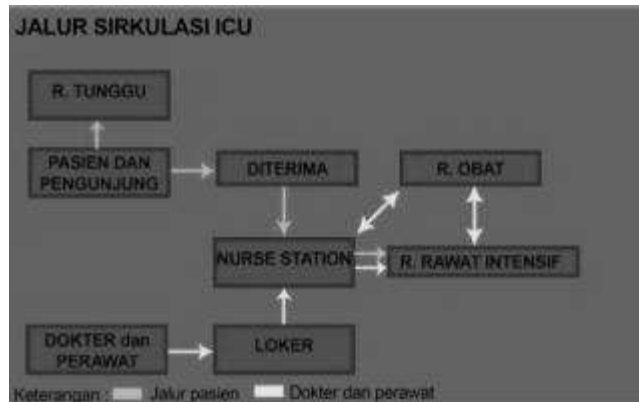 JALUR SIRKULASI ICU
R. TUNGGU
PASIEN DAN
PENGUNJUNG
DITERIMA
R. OBAT
NURSE STATION
R. RAWAT INTENSIF
DOKTER dan
PERAWAT
LOKER
Keterangan : Jalur pasien Dokter dan perawat